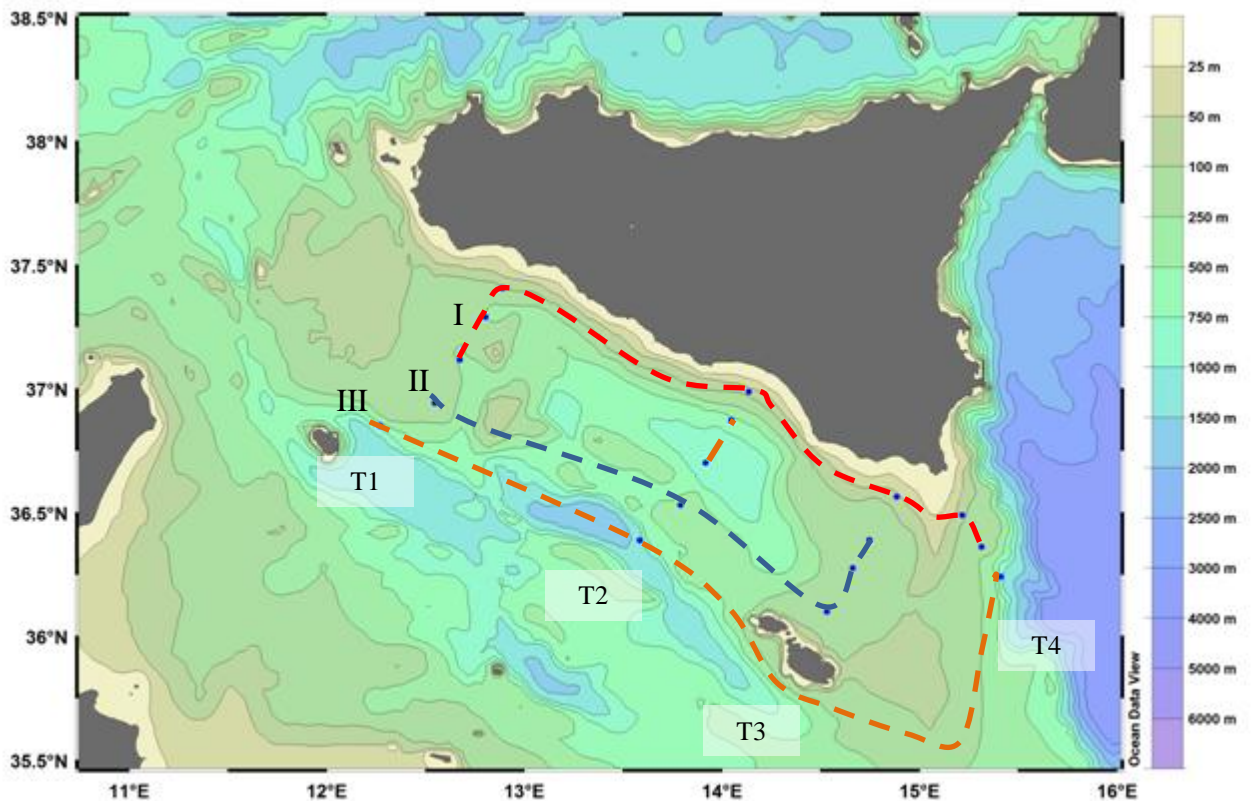 38.5°N
38°N
37.5°N
37°N
36.5°N
36°N
35.5°N
I
II
III
T1
T2
T3
T4
11°E
12°E
13°E
14°E
15°E
16°E
Ocean Data View
25 m
50 m
100 m
250 m
500 m
750 m
1000 m
1500 m
2000 m
2500 m
3000 m
4000 m
5000 m
6000 m